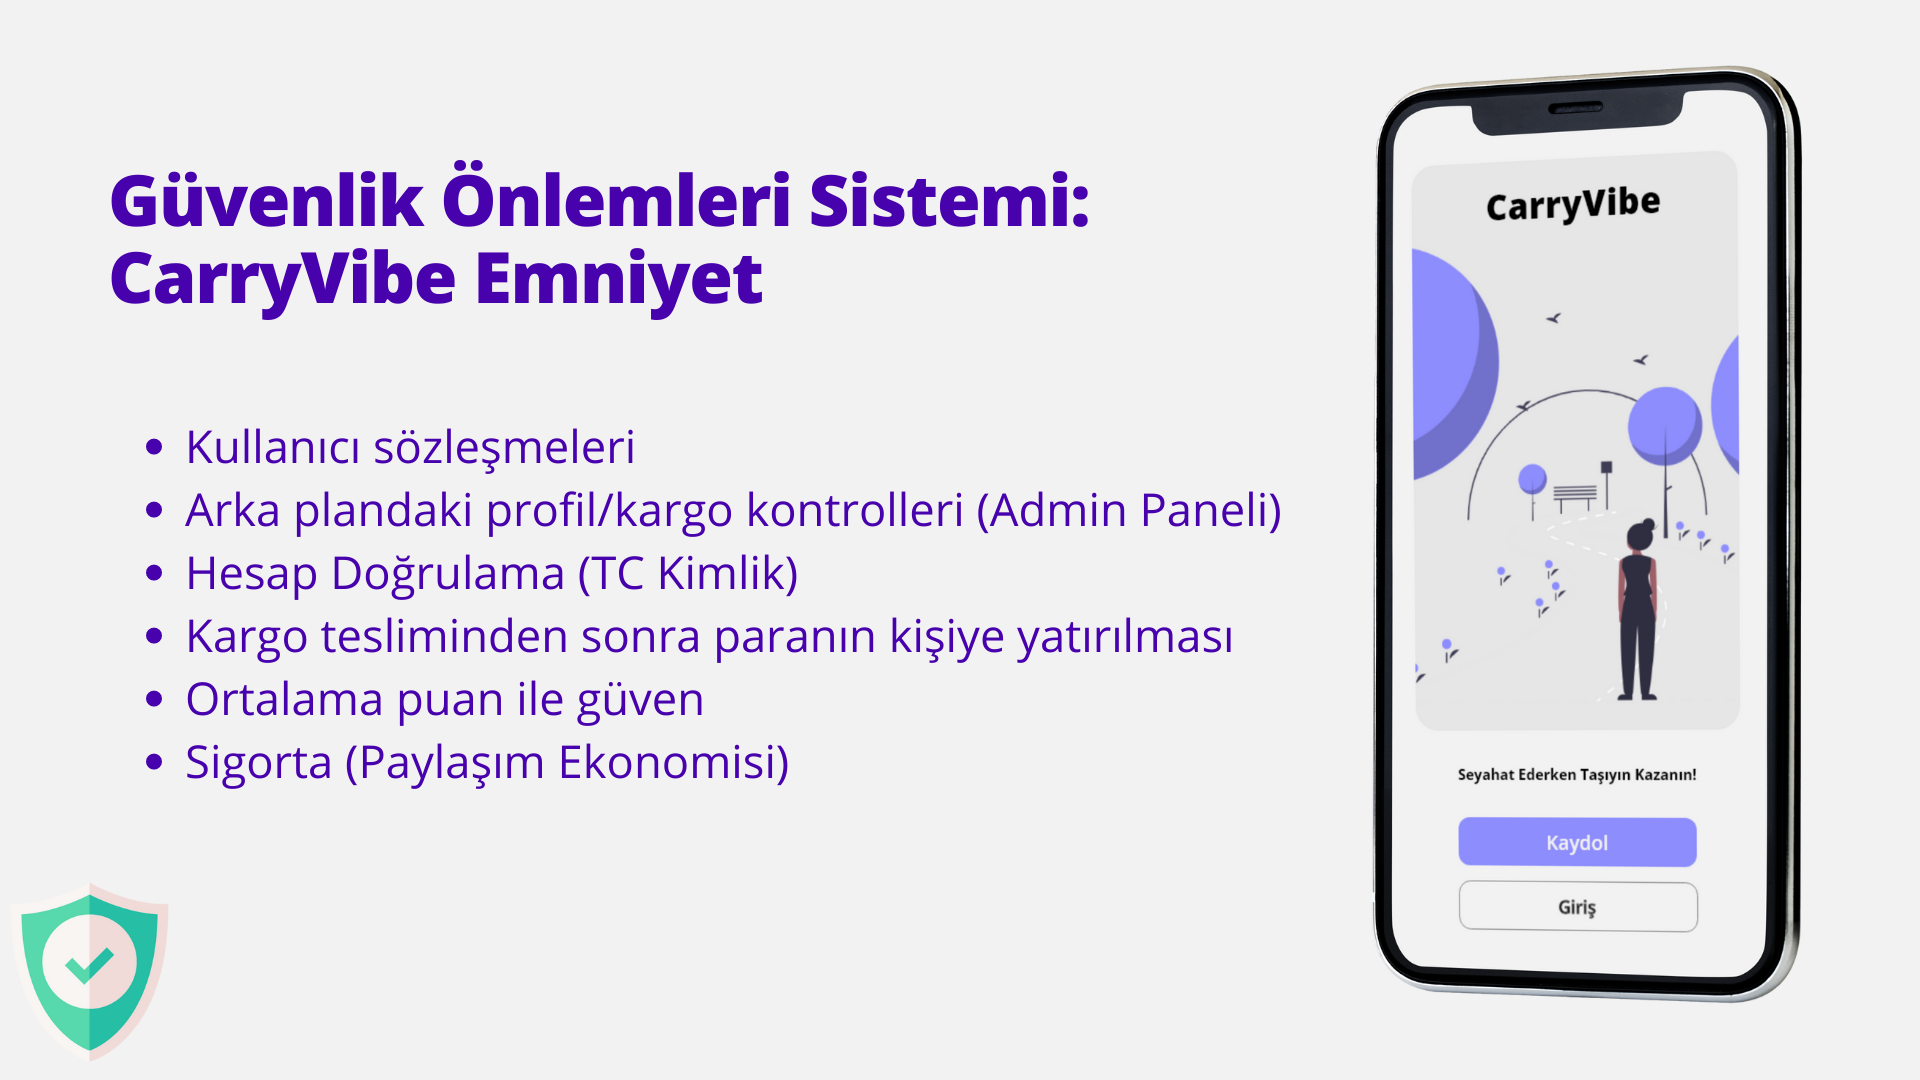 Güvenlik Önlemleri Sistemi:
CarryVibe Emniyet
• Kullanıcı sözleşmeleri
• Arka plandaki profil/kargo kontrolleri (Admin Paneli)
• Hesap Doğrulama (TC Kimlik)
• Kargo tesliminden sonra paranın kişiye yatırılması
• Ortalama puan ile güven
• Sigorta (Paylaşım Ekonomisi)
CarryVibe
Seyahat Ederken Taşıyın Kazanın!
Kaydol
Giriş